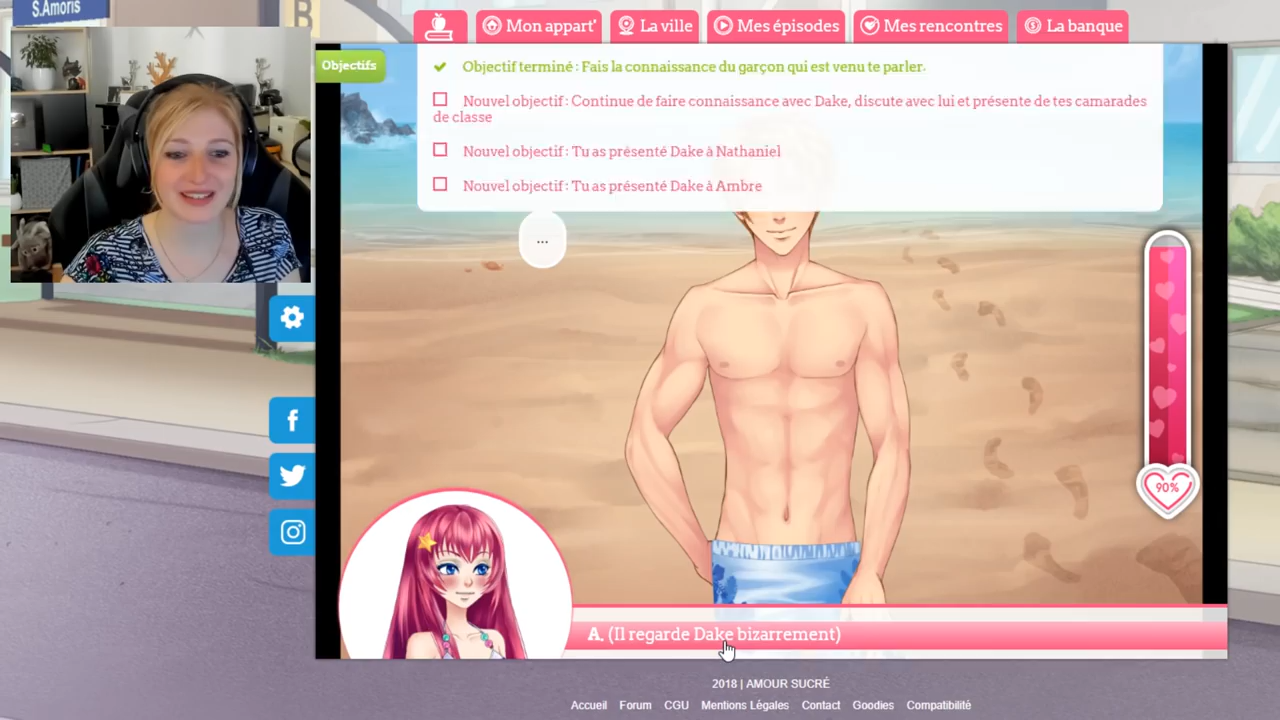 S.Amoris
B
Mon appart'
La ville
Mes épisodes
Mes rencontres
La banque
Objectifs
Objectif terminé : Fais la connaissance du garçon qui est venu te parler.
Nouvel objectif : Continue de faire connaissance avec Dake, discute avec lui et présente de tes camarades
de classe
Nouvel objectif : Tu as présenté Dake à Nathaniel
Nouvel objectif : Tu as présenté Dake à Ambre
...
90%
A. (Il regarde Dake bizarrement)
2018 | AMOUR SUCRÉ
Accueil Forum CGU Mentions Légales Contact Goodies Compatibilité